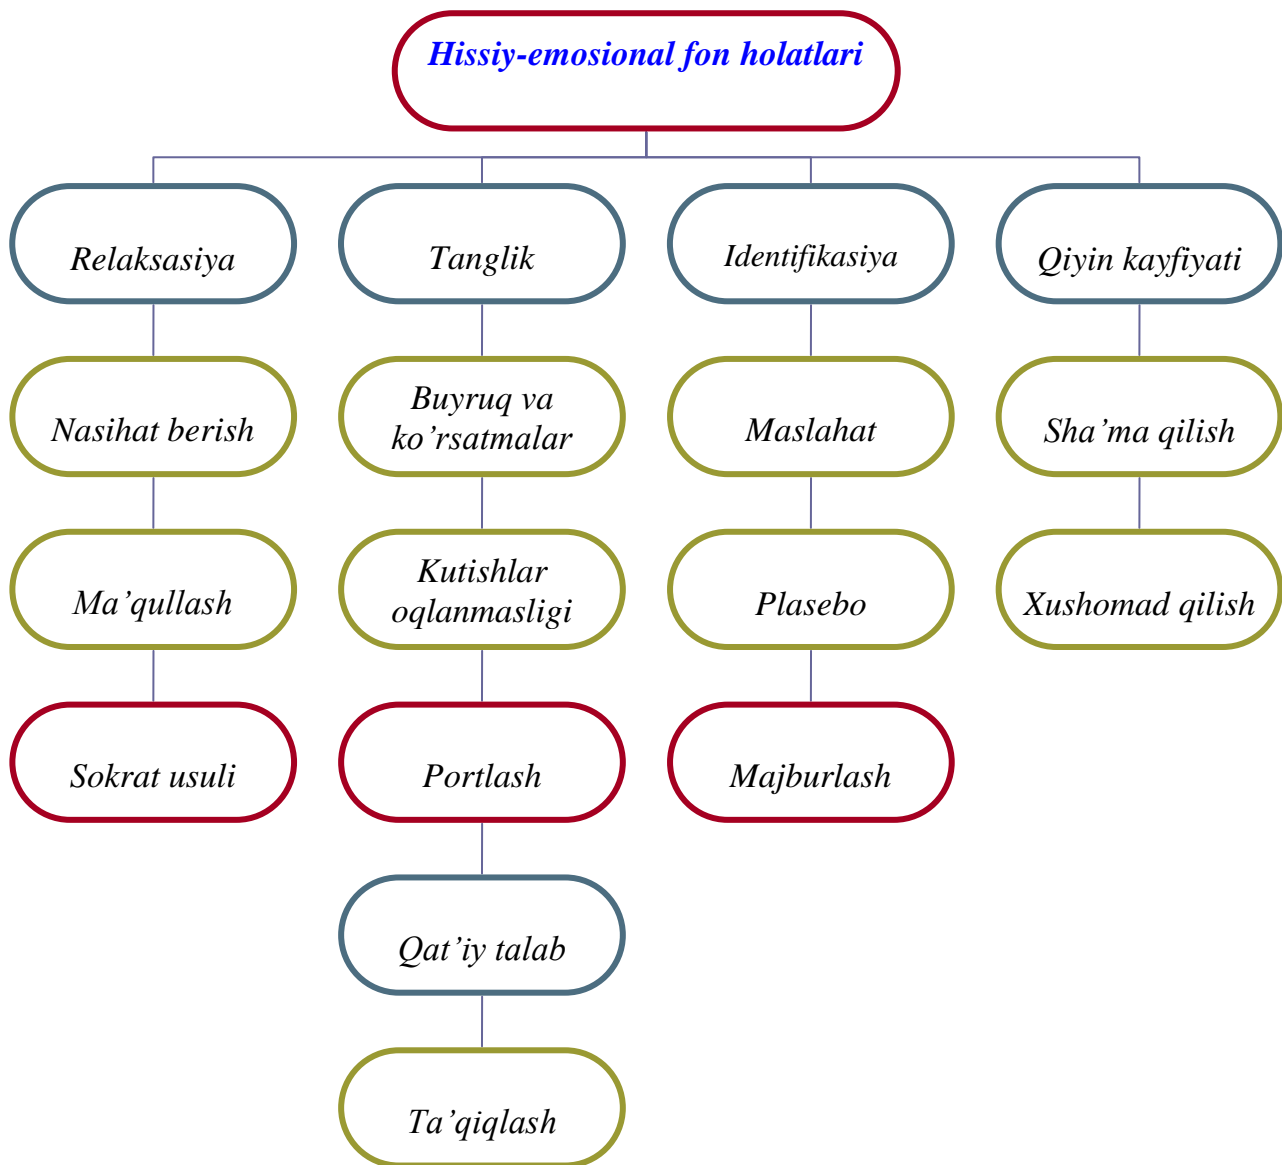 Hissiy-emosional fon holatlari
Relaksasiya
Tanglik
Identifikasiya
Qiyin kayfiyati
Nasihat berish
Buyruq va
ko’rsatmalar
Maslahat
Sha’ma qilish
Ma’qullash
Kutishlar
oqlanmasligi
Plasebo
Xushomad qilish
Sokrat usuli
Portlash
Majburlash
Qat’iy talab
Ta’qiqlash